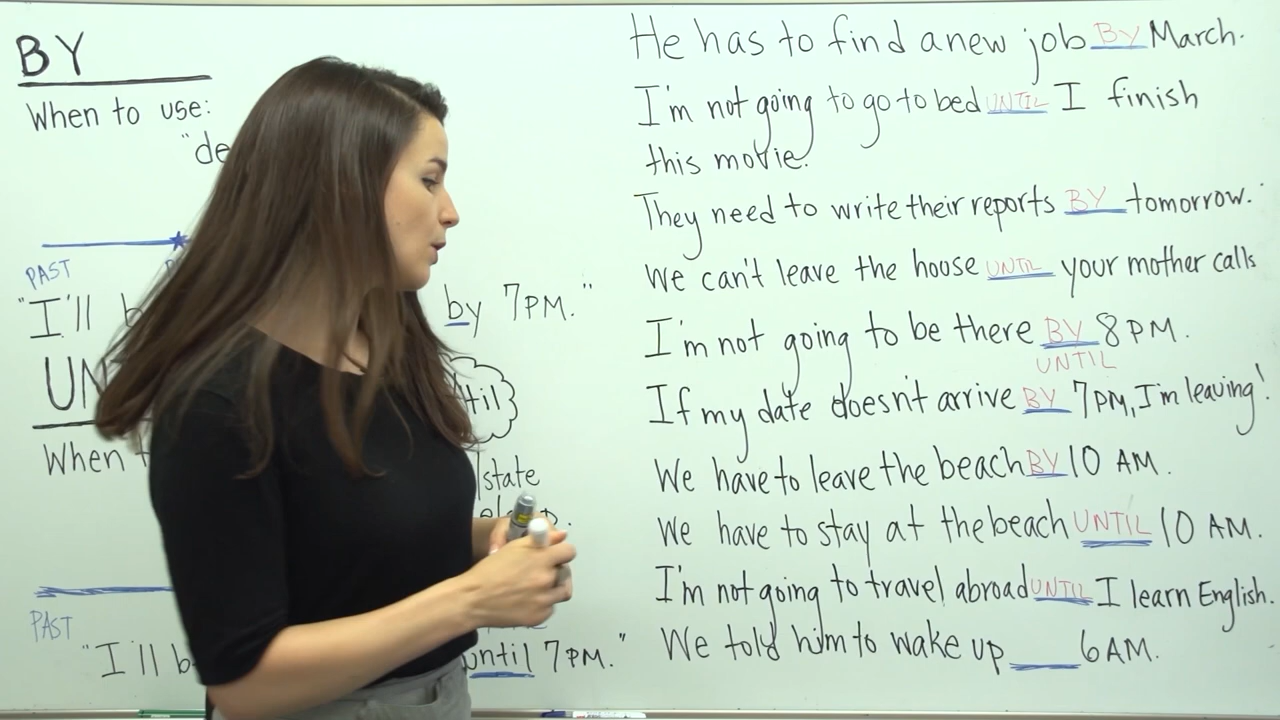 BY
When to use:
PAST
"I'll by 7PM."
When
state
PAST
"I'll until 7PM."
He has to find a new job BY March.
I'm not going to go to bed UNTIL I finish
this movie.
They need to write their reports BY tomorrow.
We can't leave the house UNTIL your mother calls
I'm not going to be there BY 8PM.
UNTIL
If my date doesn't arrive BY 7PM, I'm leaving!
We have to leave the beach BY 10 AM.
We have to stay at the beach UNTIL 10 AM.
I'm not going to travel abroad UNTIL I learn English.
We told him to wake up ___ 6AM.